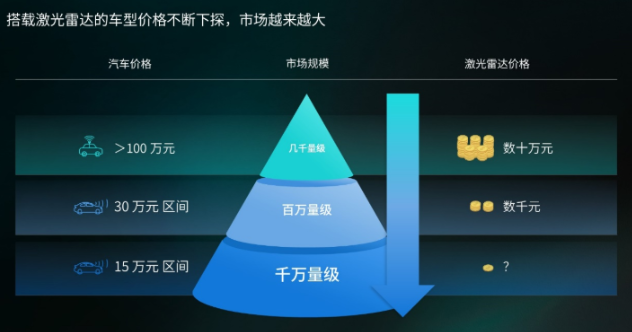 搭载激光雷达的车型价格不断下探，市场越来越大
汽车价格 市场规模 激光雷达价格
＞100 万元 几千量级 数十万元
30 万元 区间 百万量级 数千元
15 万元 区间 千万量级 ？